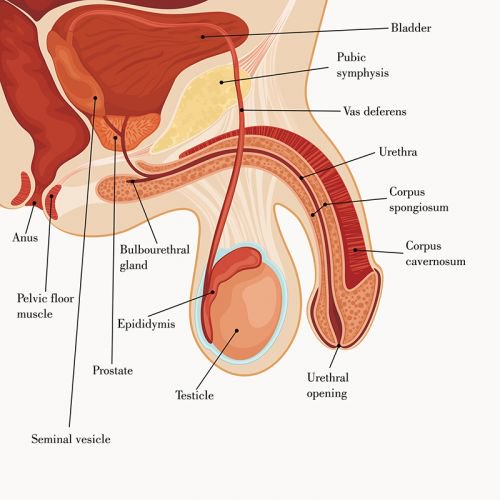 Bladder
Pubic
symphysis
Vas deferens
Urethra
Corpus
spongiosum
Corpus
cavernosum
Anus
Bulbourethral
gland
Pelvic floor
muscle
Epididymis
Prostate
Testicle
Urethral
opening
Seminal vesicle